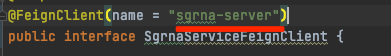 @FeignClient(name = "sgrna-server")
public interface SgrnaServiceFeignClient {